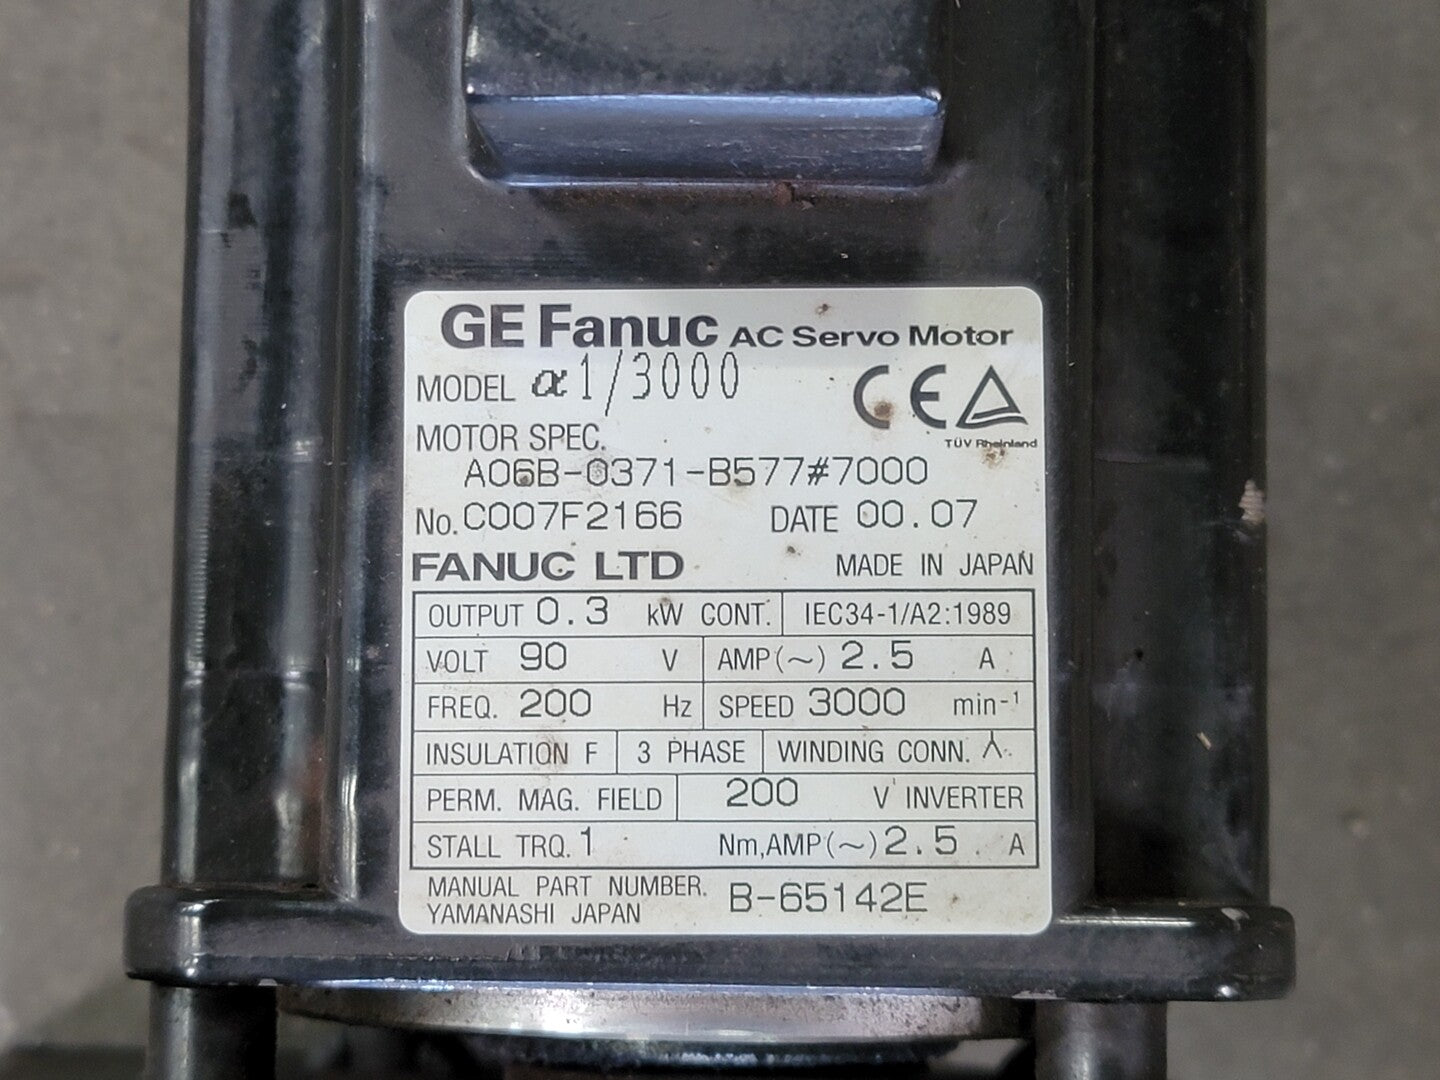 GE Fanuc AC Servo Motor
MODEL α1/3000
CE
TÜV Rheinland
MOTOR SPEC.
A06B-0371-B577#7000
No. C007F2166 DATE 00.07
FANUC LTD MADE IN JAPAN
OUTPUT 0.3 kW CONT. IEC34-1/A2:1989
VOLT 90 V AMP(~) 2.5 A
FREQ. 200 Hz SPEED 3000 min-¹
INSULATION F 3 PHASE WINDING CONN. ⅄
PERM. MAG. FIELD 200 V INVERTER
STALL TRQ. 1 Nm,AMP(~) 2.5 A
MANUAL PART NUMBER. B-65142E
YAMANASHI JAPAN